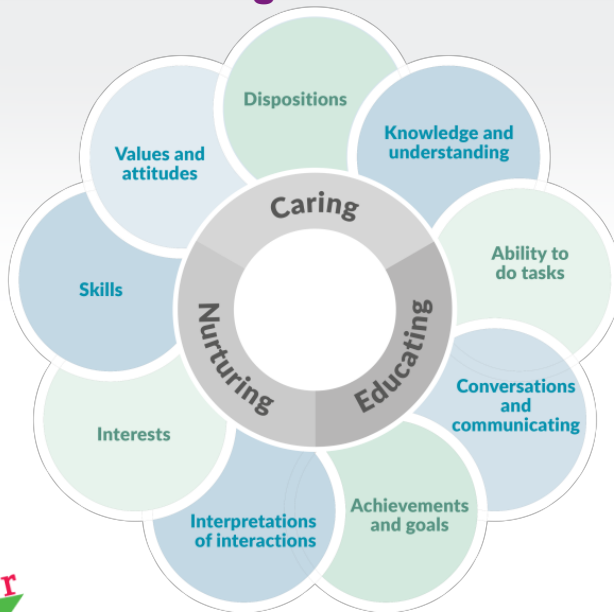 Dispositions
Knowledge and
understanding
Ability to
do tasks
Conversations
and
communicating
Achievements
and goals
Interpretations
of interactions
Interests
Skills
Values and
attitudes
Caring
Educating
Nurturing